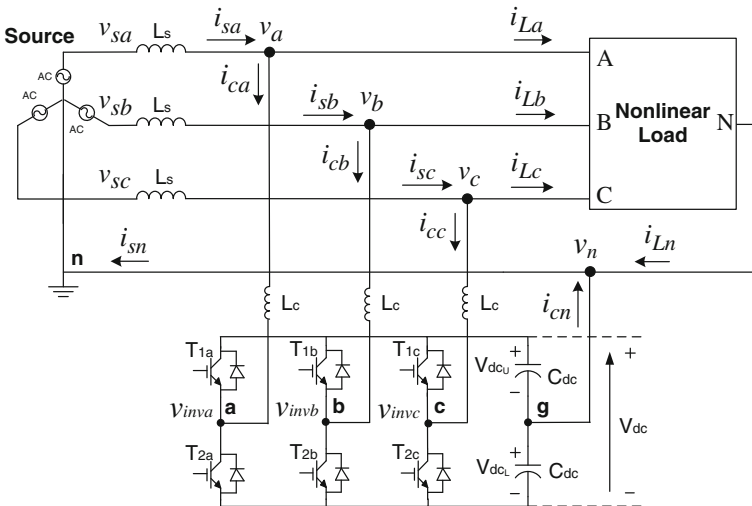 Source
v_sa L_s i_sa v_a i_La
A
AC
i_ca
AC
AC
v_sb L_s i_sb v_b i_Lb
B Nonlinear Load N
i_cb
v_sc L_s i_sc v_c i_Lc
C
i_cc
n i_sn v_n i_Ln
i_cn
L_c L_c L_c
T_1a T_1b T_1c V_dc_U + − C_dc +
v_inva a v_invb b v_invc c g
V_dc
T_2a T_2b T_2c V_dc_L + − C_dc −